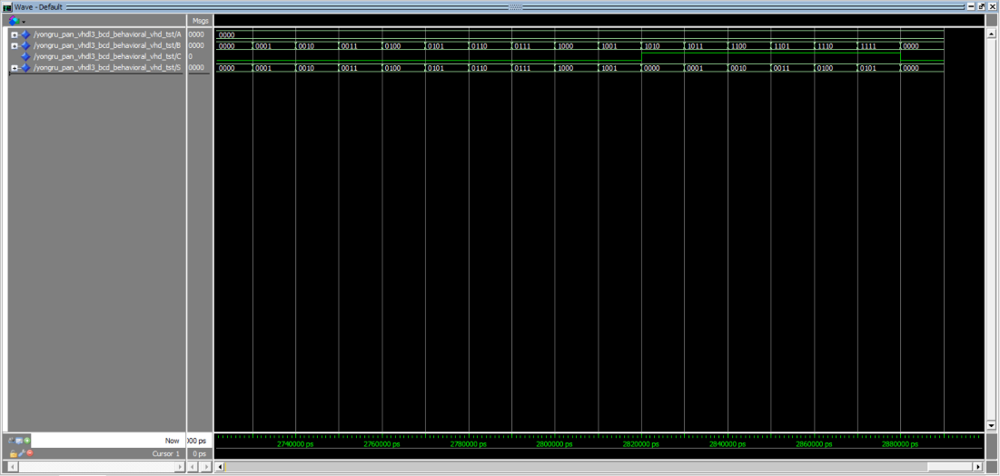 Wave - Default
Msgs
/yongru_pan_vhdl3_bcd_behavioral_vhd_tst/A 0000 0000
/yongru_pan_vhdl3_bcd_behavioral_vhd_tst/B 0000 0000 0001 0010 0011 0100 0101 0110 0111 1000 1001 1010 1011 1100 1101 1110 1111 0000
/yongru_pan_vhdl3_bcd_behavioral_vhd_tst/C 0
/yongru_pan_vhdl3_bcd_behavioral_vhd_tst/S 0000 0000 0001 0010 0011 0100 0101 0110 0111 1000 1001 0000 0001 0010 0011 0100 0101 0000
Now 000 ps 2740000 ps 2760000 ps 2780000 ps 2800000 ps 2820000 ps 2840000 ps 2860000 ps 2880000 ps
Cursor 1 0 ps